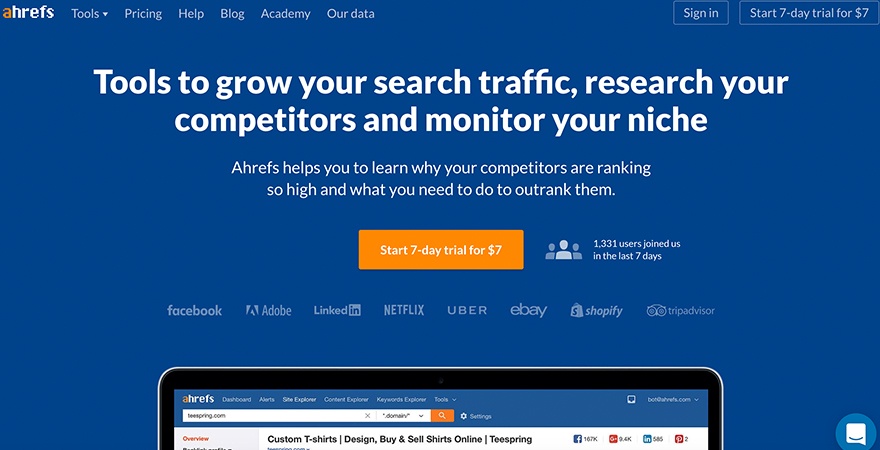 ahrefs Tools Pricing Help Blog Academy Our data Sign in Start 7-day trial for $7
Tools to grow your search traffic, research your
competitors and monitor your niche
Ahrefs helps you to learn why your competitors are ranking
so high and what you need to do to outrank them.
Start 7-day trial for $7
1,331 users joined us
in the last 7 days
facebook Adobe LinkedIn NETFLIX UBER ebay shopify tripadvisor
ahrefs Dashboard Alerts Site Explorer Content Explorer Keywords Explorer Tools bot@ahrefs.com
teespring.com *.domain/* Settings
Overview Custom T-shirts | Design, Buy & Sell Shirts Online | Teespring 167K 9.4K 585 2
teespring.com